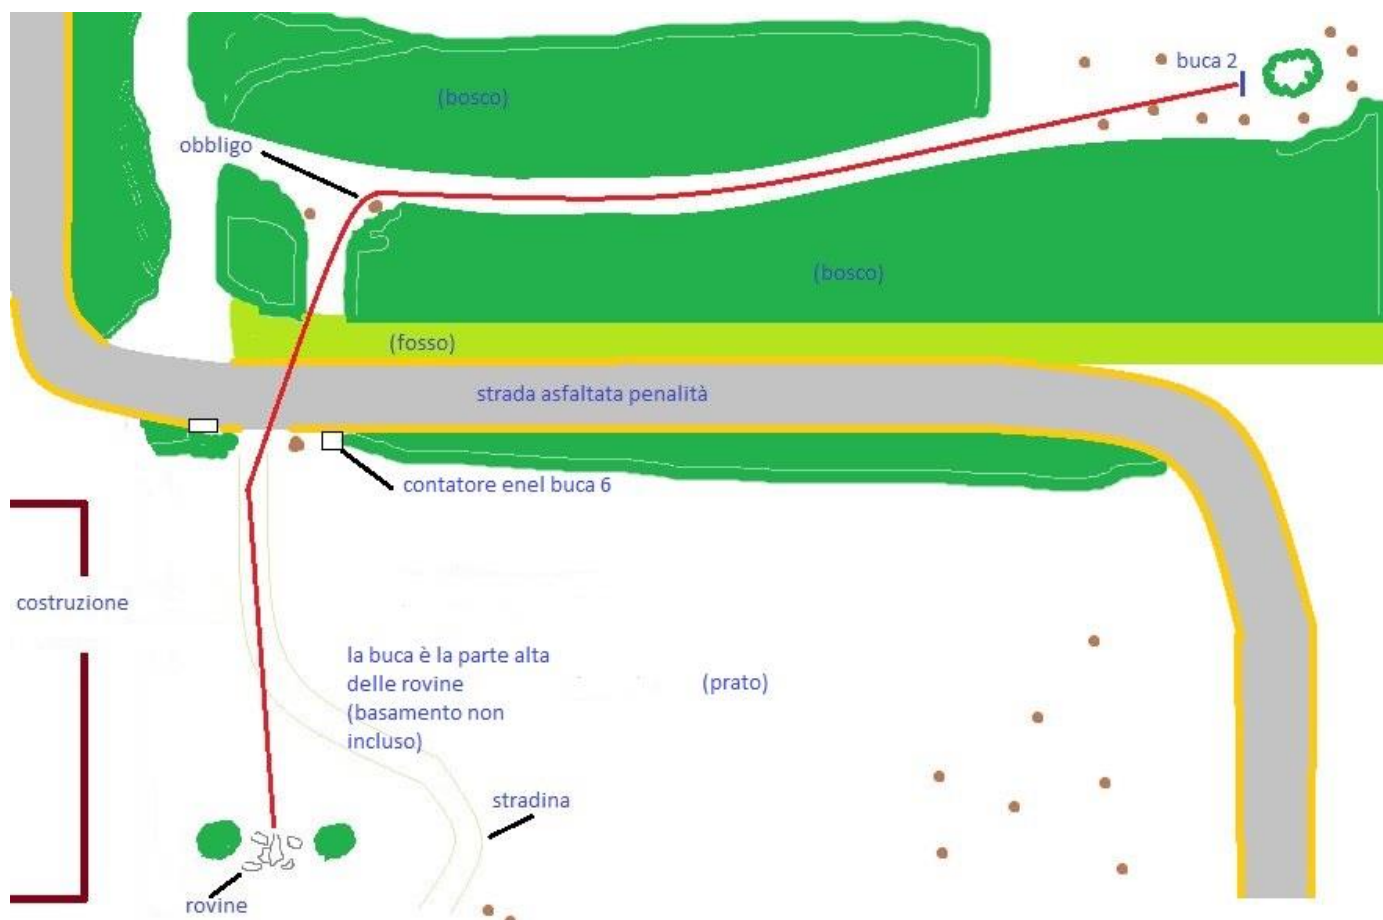 buca 2
(bosco)
obbligo
(bosco)
(fosso)
strada asfaltata penalità
contatore enel buca 6
costruzione
la buca è la parte alta
delle rovine
(basamento non
incluso)
(prato)
stradina
rovine